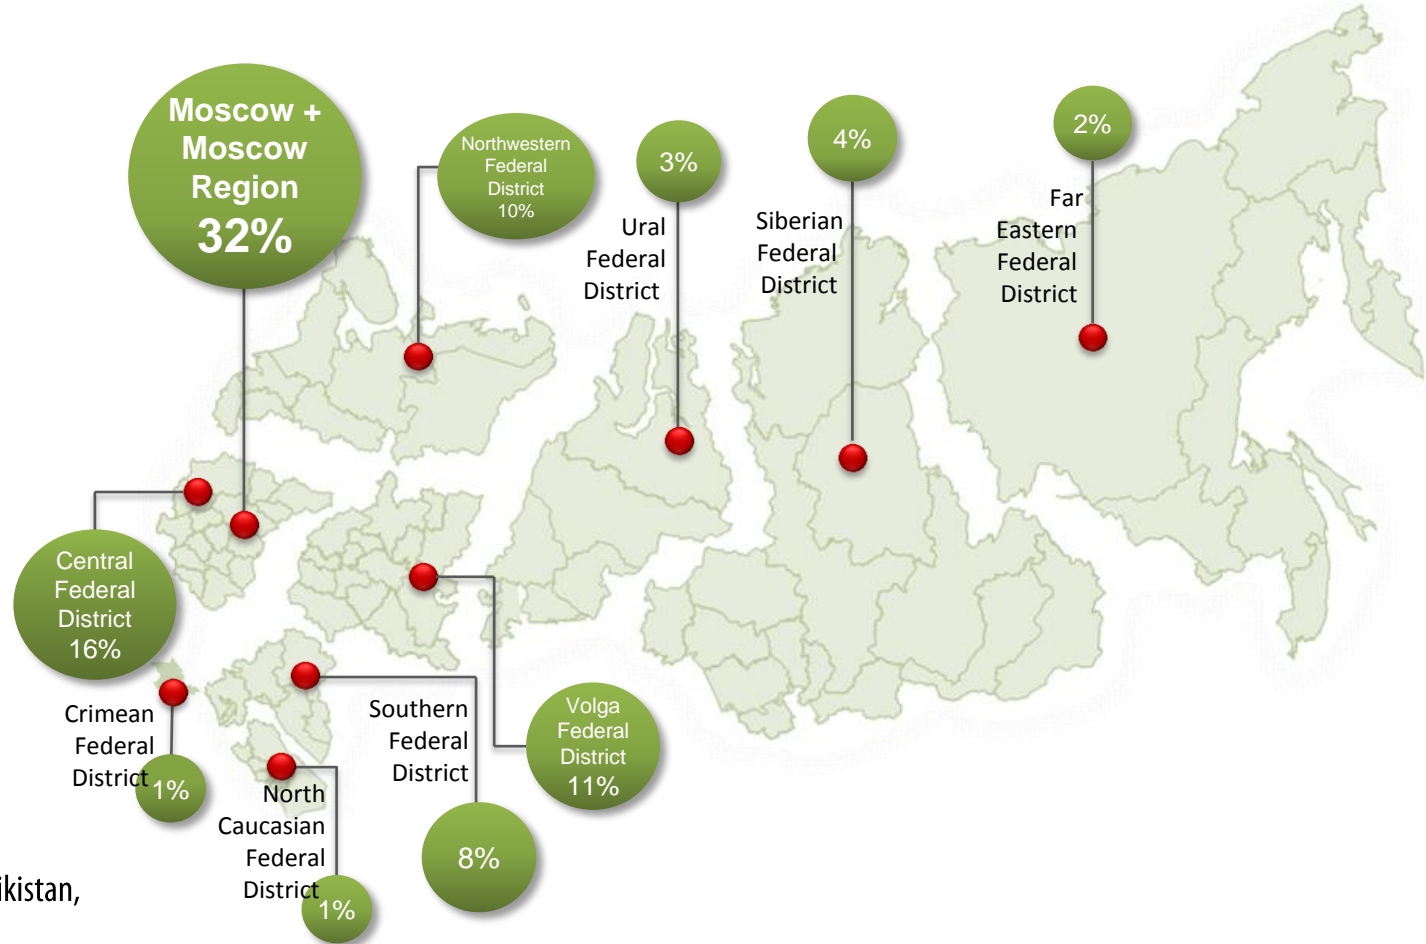 Moscow +
Moscow
Region
32%
Northwestern
Federal
District
10%
3%
Ural
Federal
District
4%
Siberian
Federal
District
2%
Far
Eastern
Federal
District
Central
Federal
District
16%
Crimean
Federal
District
1%
North
Caucasian
Federal
District
1%
Southern
Federal
District
8%
Volga
Federal
District
11%
ikistan,